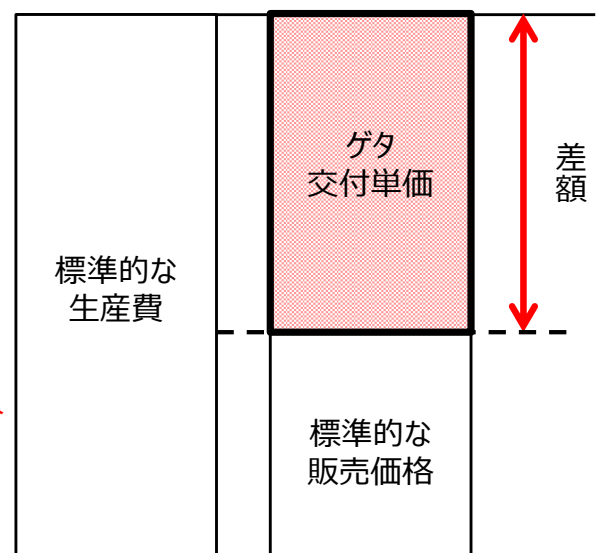 標準的な
生産費
ゲタ
交付単価
標準的な
販売価格
差額